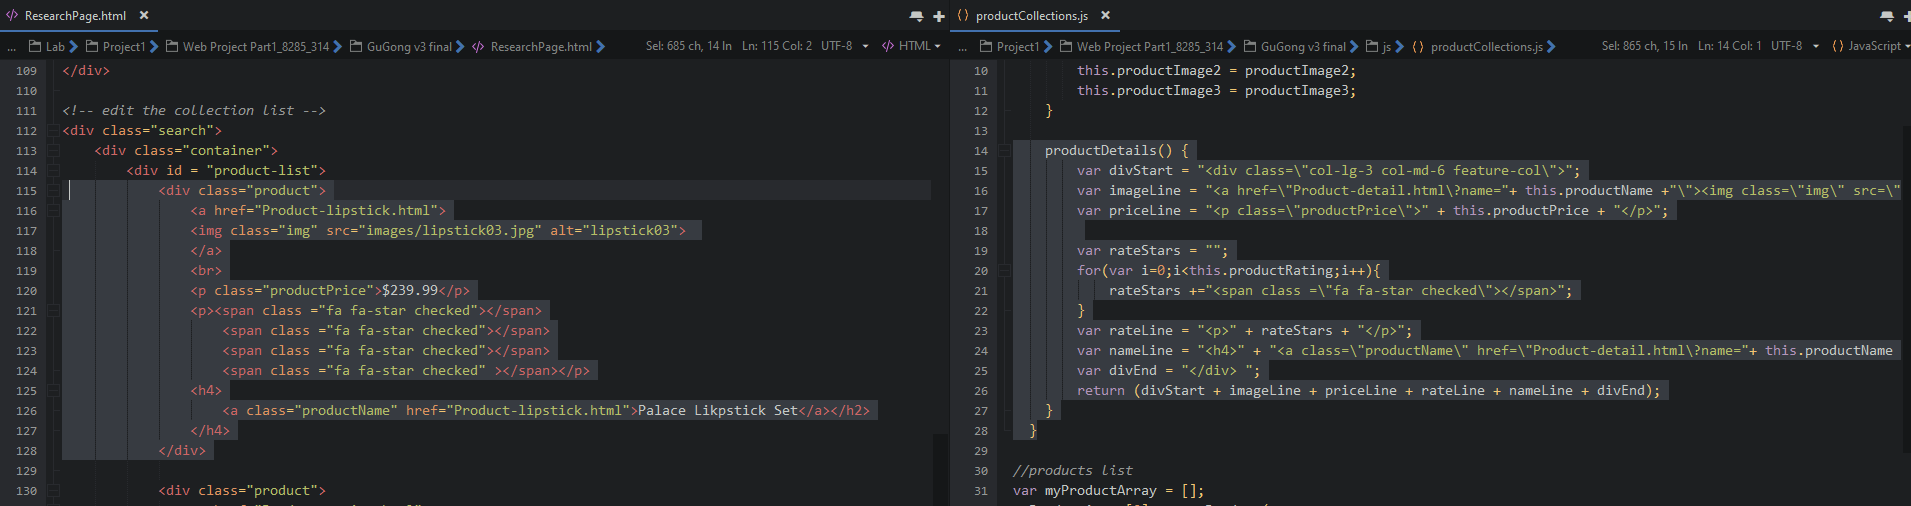 ResearchPage.html
... Lab Project1 Web Project Part1_8285_314 GuGong v3 final ResearchPage.html Sel: 685 ch, 14 ln Ln: 115 Col: 2 UTF-8 HTML
109 </div>
110
111 <!-- edit the collection list -->
112 <div class="search">
113 <div class="container">
114 <div id = "product-list">
115 <div class="product">
116 <a href="Product-lipstick.html">
117 <img class="img" src="images/lipstick03.jpg" alt="lipstick03">
118 </a>
119 <br>
120 <p class="productPrice">$239.99</p>
121 <p><span class ="fa fa-star checked"></span>
122 <span class ="fa fa-star checked"></span>
123 <span class ="fa fa-star checked"></span>
124 <span class ="fa fa-star checked" ></span></p>
125 <h4>
126 <a class="productName" href="Product-lipstick.html">Palace Likpstick Set</a></h2>
127 </h4>
128 </div>
129
130 <div class="product">
productCollections.js
... Project1 Web Project Part1_8285_314 GuGong v3 final js productCollections.js Sel: 865 ch, 15 ln Ln: 14 Col: 1 UTF-8 JavaScript
10 this.productImage2 = productImage2;
11 this.productImage3 = productImage3;
12 }
13
14 productDetails() {
15 var divStart = "<div class=\"col-lg-3 col-md-6 feature-col\">";
16 var imageLine = "<a href=\"Product-detail.html\?name="+ this.productName +"\"><img class=\"img\" src=\"
17 var priceLine = "<p class=\"productPrice\">" + this.productPrice + "</p>";
18
19 var rateStars = "";
20 for(var i=0;i<this.productRating;i++){
21 rateStars +="<span class =\"fa fa-star checked\"></span>";
22 }
23 var rateLine = "<p>" + rateStars + "</p>";
24 var nameLine = "<h4>" + "<a class=\"productName\" href=\"Product-detail.html\?name="+ this.productName
25 var divEnd = "</div> ";
26 return (divStart + imageLine + priceLine + rateLine + nameLine + divEnd);
27 }
28 }
29
30 //products list
31 var myProductArray = [];